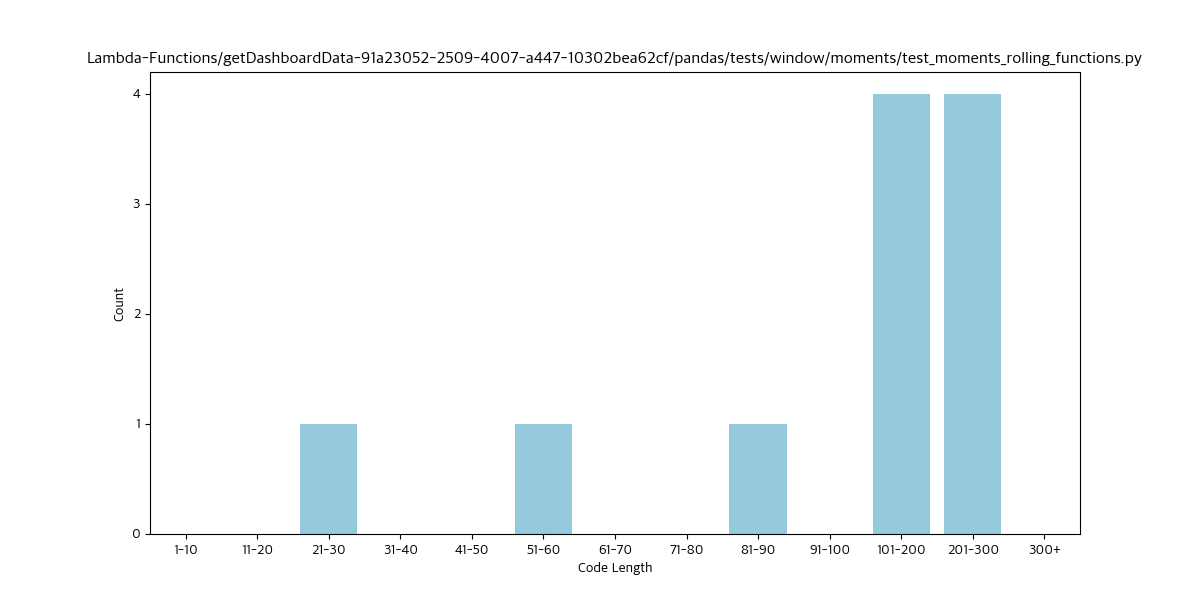 Lambda-Functions/getDashboardData-91a23052-2509-4007-a447-10302bea62cf/pandas/tests/window/moments/test_moments_rolling_functions.py
4
3
2
1
0
Count
1-10 11-20 21-30 31-40 41-50 51-60 61-70 71-80 81-90 91-100 101-200 201-300 300+
Code Length